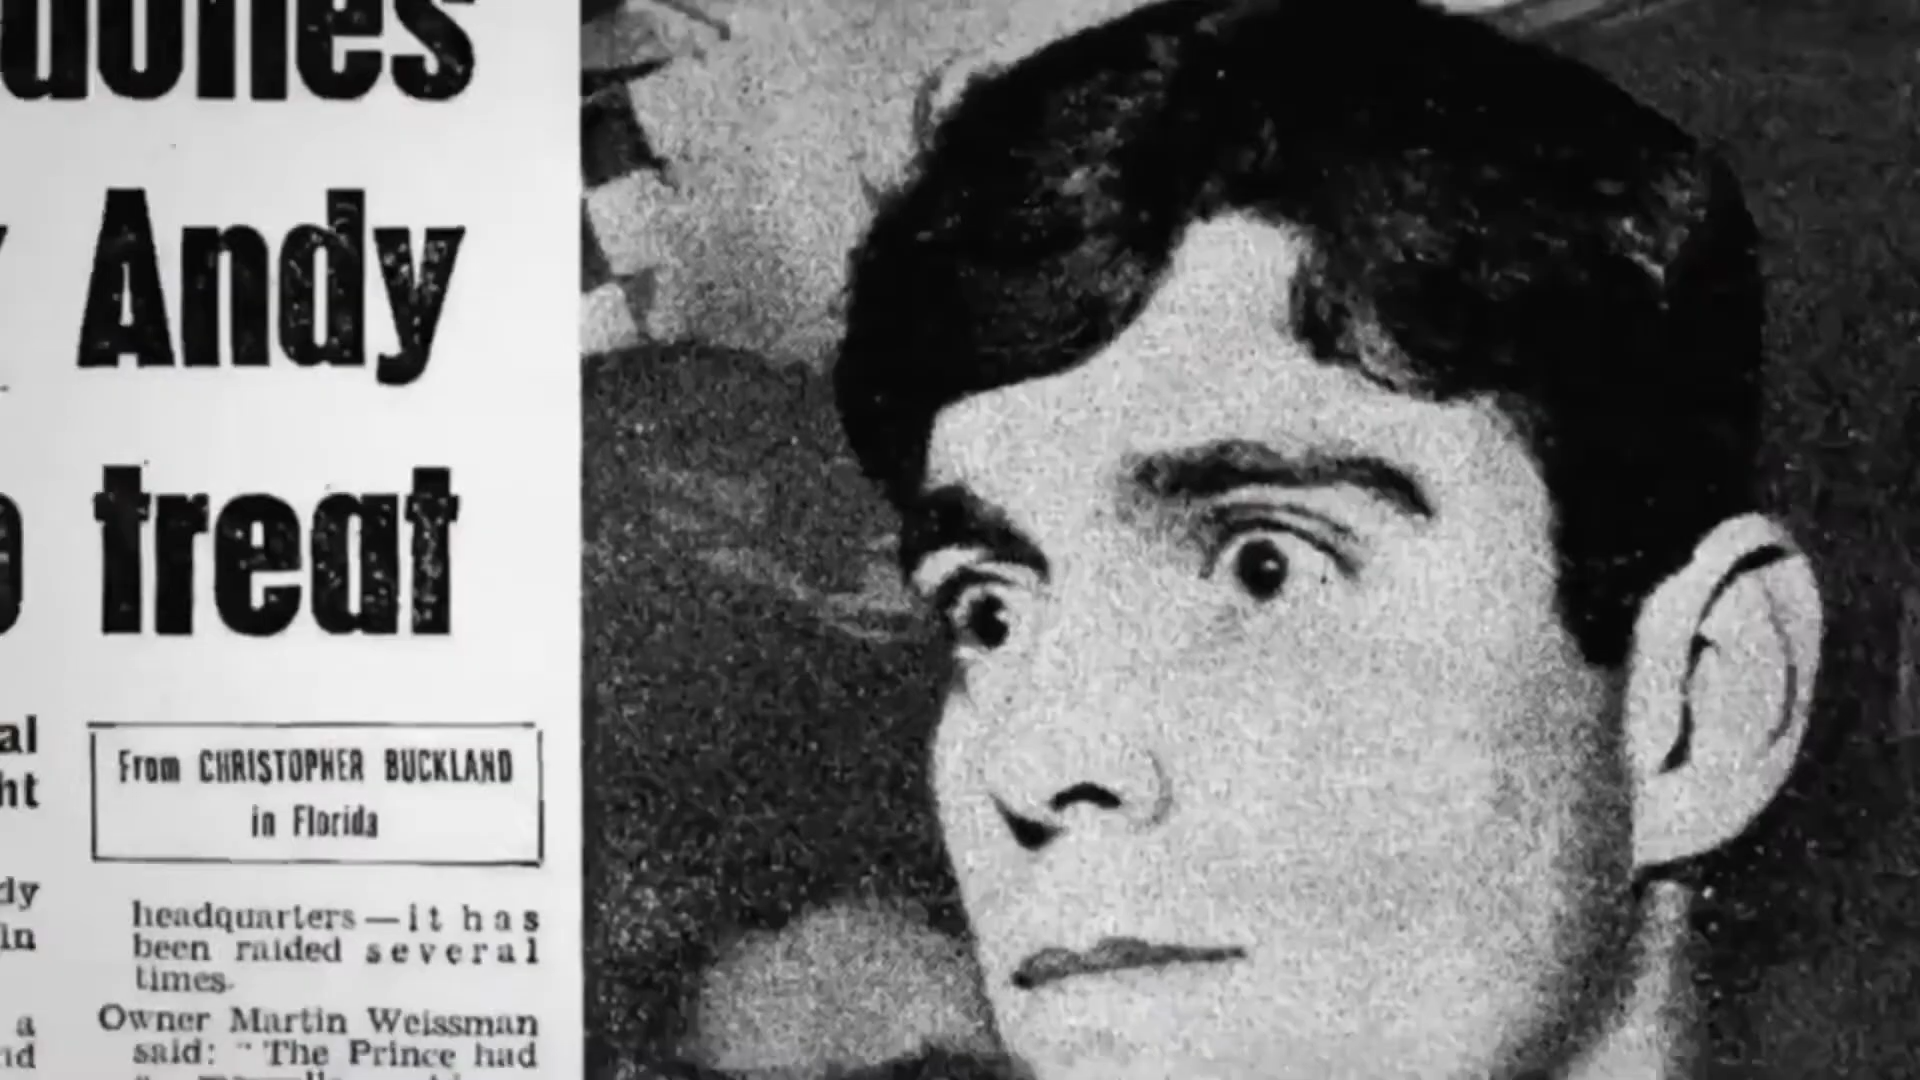 Andy
treat
al
ht
From CHRISTOPHER BUCKLAND
in Florida
dy
in
a
headquarters—it has
been raided several
times.
Owner Martin Weissman
said: "The Prince had